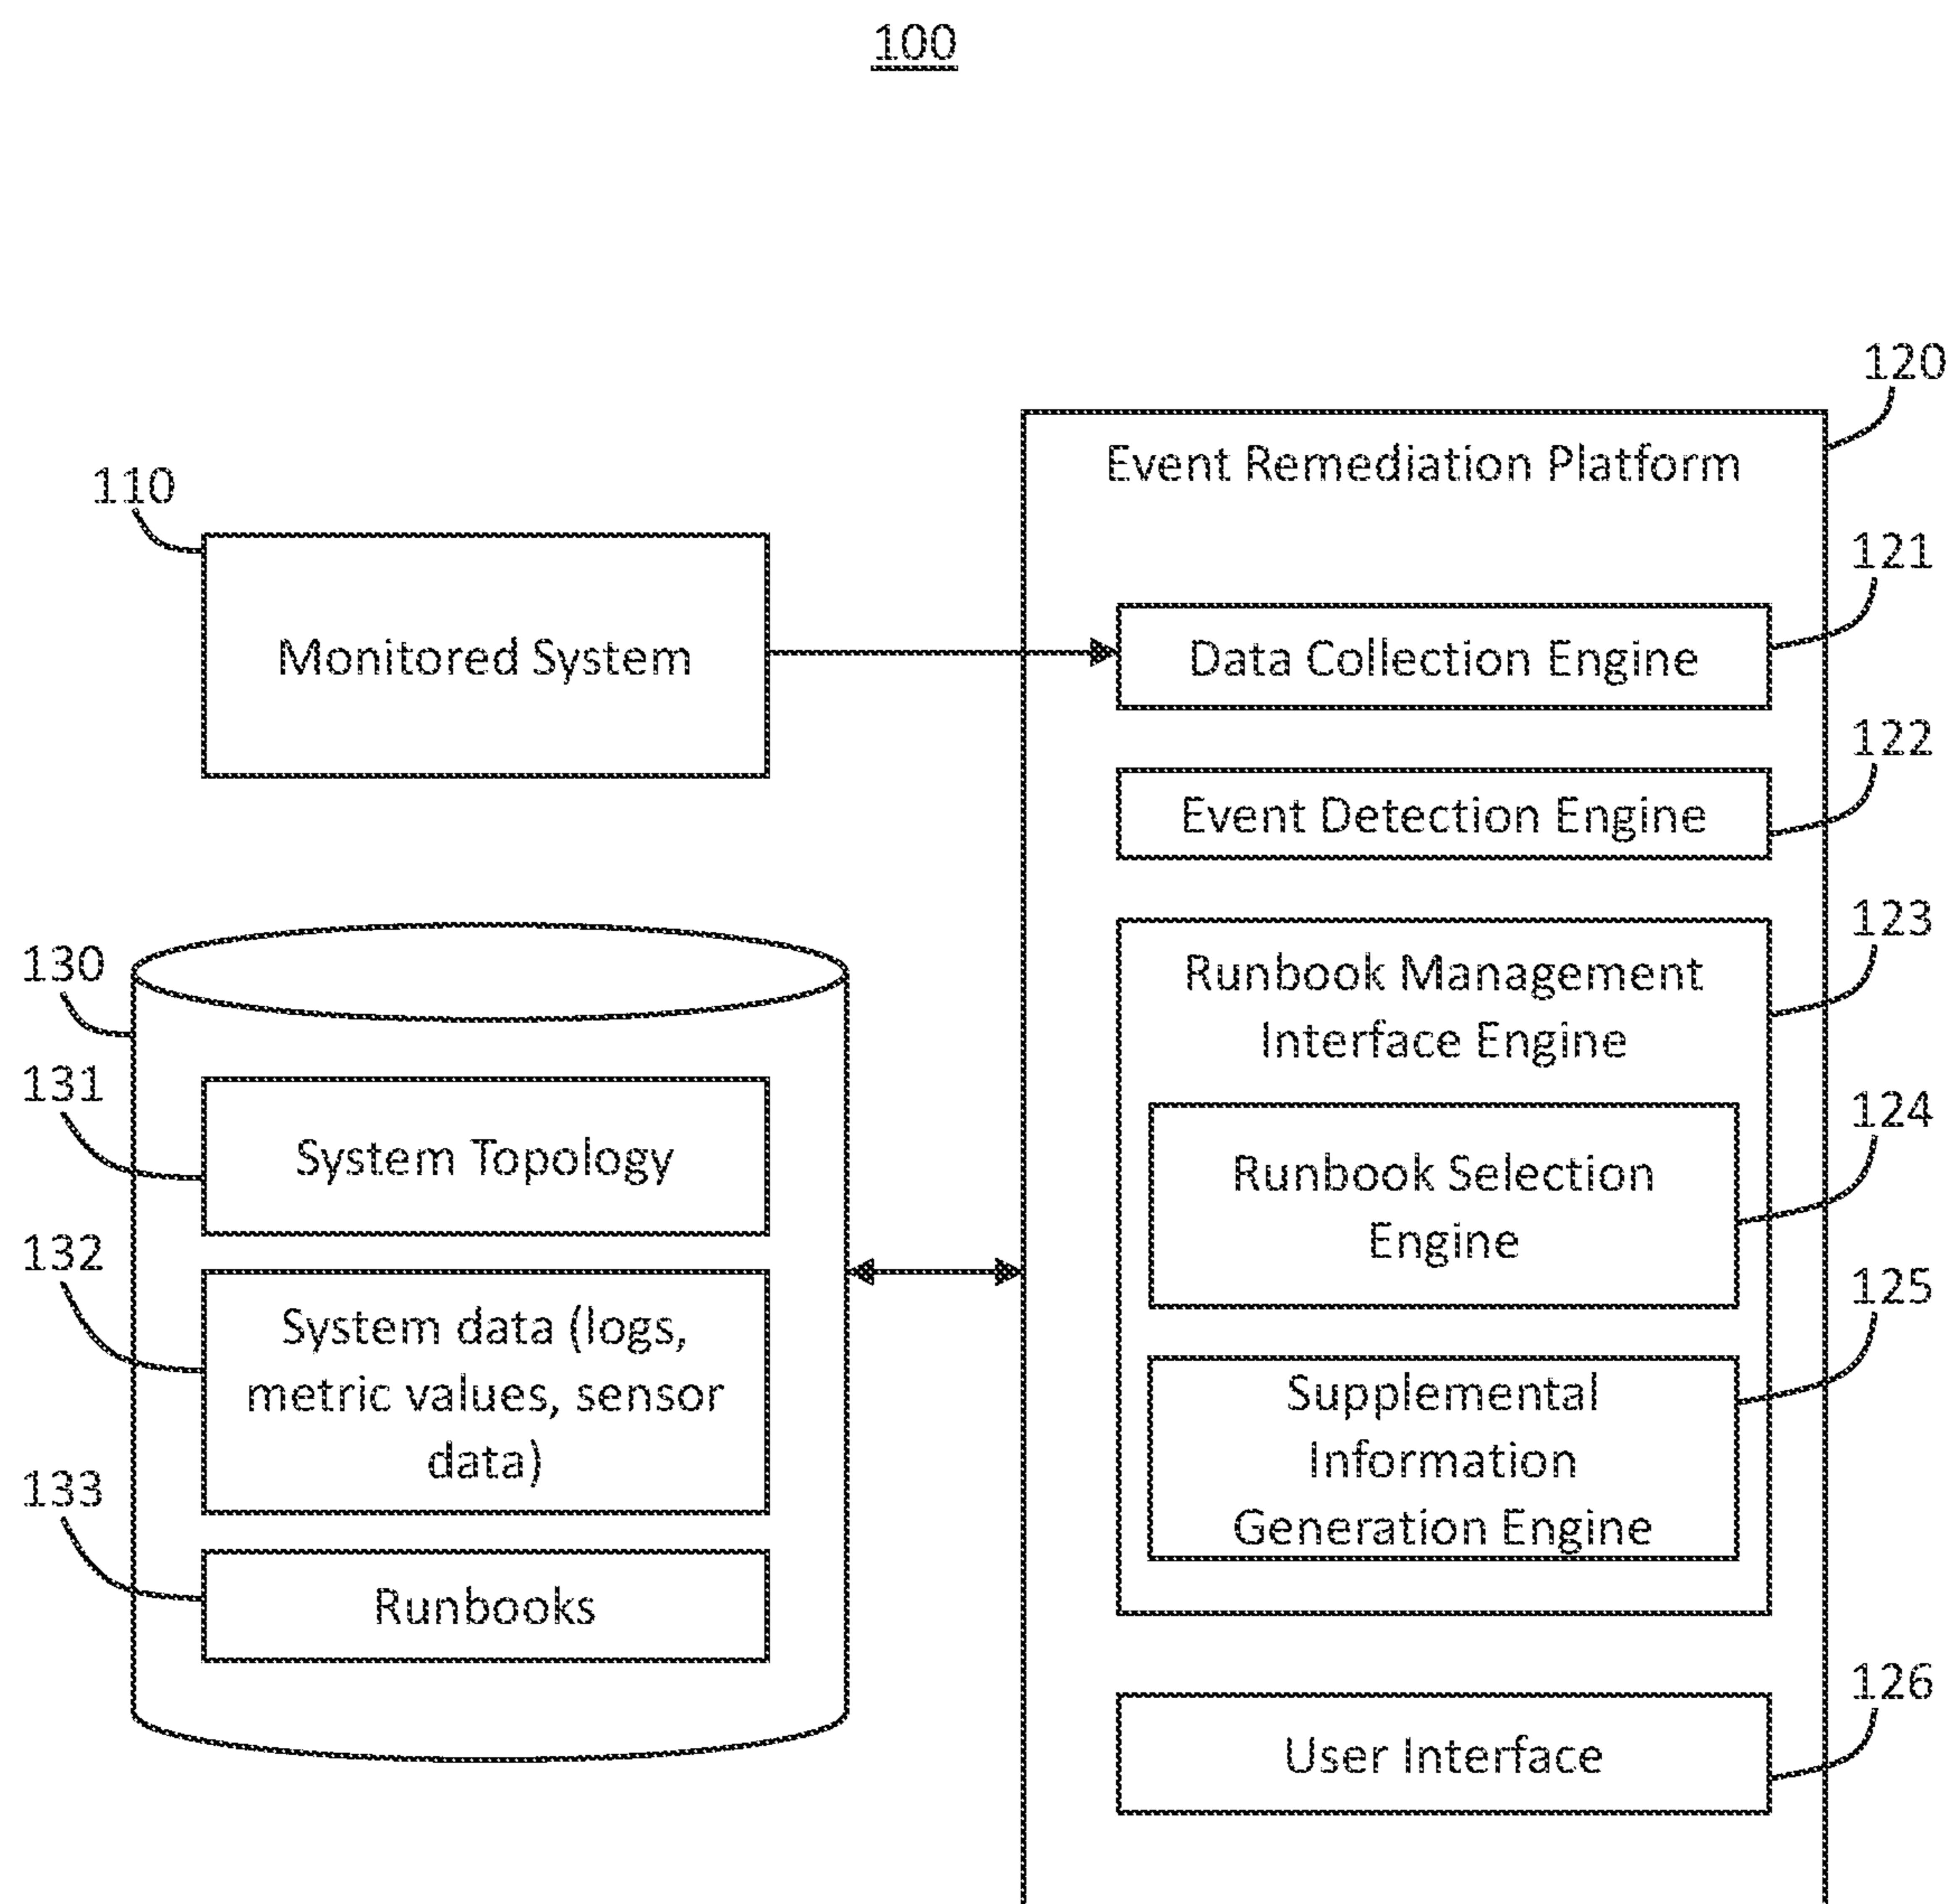 100
120
Event Remediation Platform
110
121
Monitored System
Data Collection Engine
122
Event Detection Engine
123
130
Runbook Management
Interface Engine
131
124
System Topology
Runbook Selection
Engine
132
125
System data (logs,
metric values, sensor
data)
Supplemental
Information
Generation Engine
133
Runbooks
126
User Interface